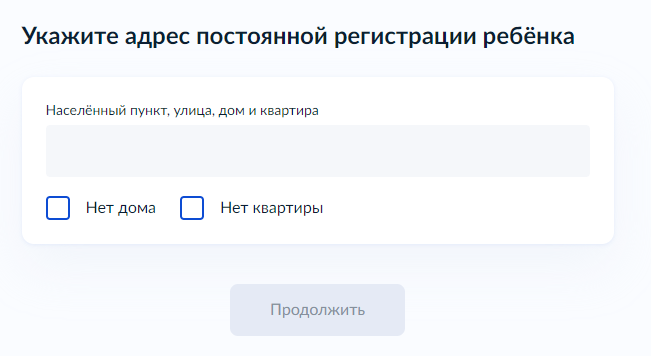 Укажите адрес постоянной регистрации ребёнка
Населённый пункт, улица, дом и квартира
Нет дома Нет квартиры
Продолжить